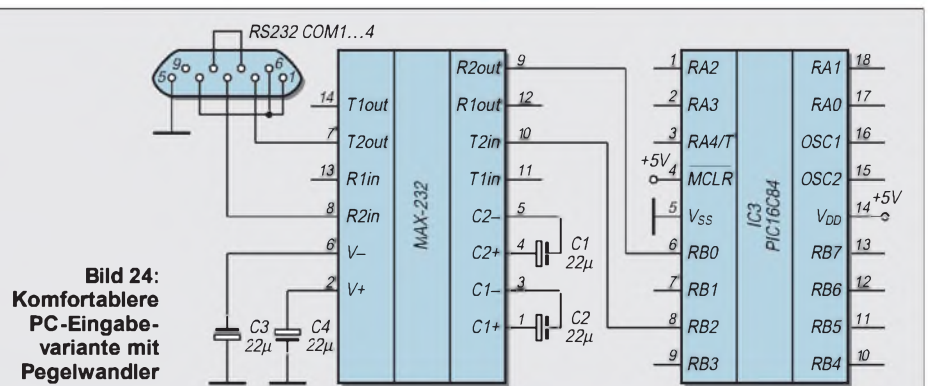 RS232 COM1...4
9 6
5 1
MAX-232
14 T1out
7 T2out
13 R1in
8 R2in
6 V–
2 V+
R2out 9
R1out 12
T2in 10
T1in 11
C2– 5
C2+ 4
C1– 3
C1+ 1
C1
22µ
C2
22µ
C3
22µ
C4
22µ
IC3
PIC16C84
1 RA2
2 RA3
3 RA4/T
+5V
4 MCLR
5 VSS
6 RB0
7 RB1
8 RB2
9 RB3
RA1 18
RA0 17
OSC1 16
OSC2 15
VDD 14
+5V
RB7 13
RB6 12
RB5 11
RB4 10
Bild 24:
Komfortablere
PC-Eingabe-
variante mit
Pegelwandler